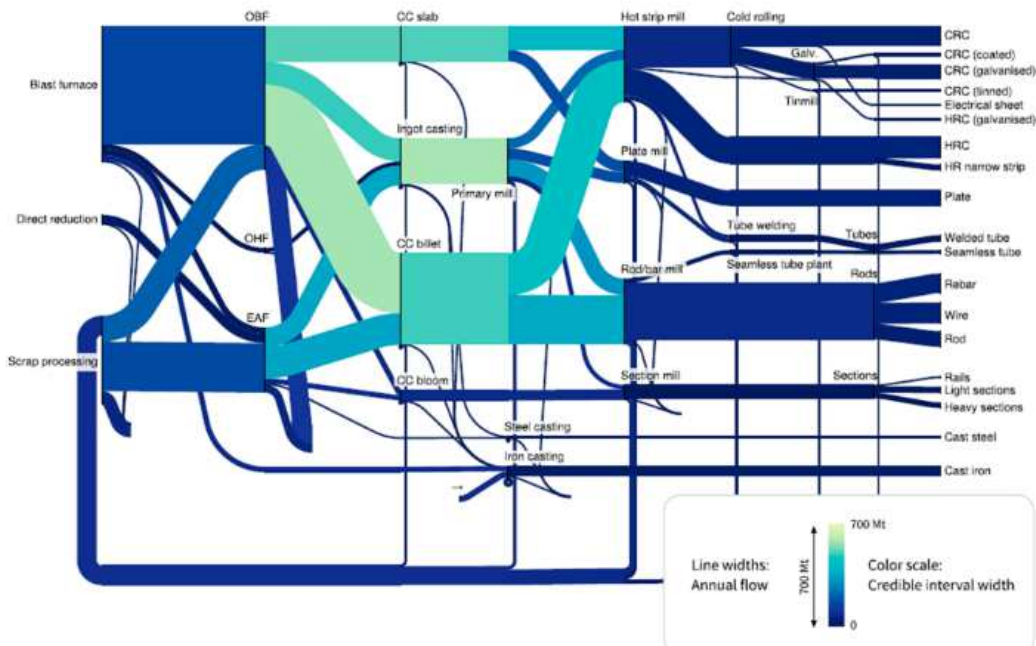 OBF
CC slab
Hot strip mill
Cold rolling
CRC
Galv.
CRC (coated)
Blast furnace
CRC (galvanised)
CRC (tinned)
Tinmill
Electrical sheet
HRC (galvanised)
Ingot casting
HRC
Plate mill
HR narrow strip
Primary mill
Plate
Direct reduction
Tube welding
Tubes
Welded tube
OHF
CC billet
Seamless tube
Rod/bar mill
Seamless tube plant
Rods
Rebar
EAF
Wire
Rod
Scrap processing
CC bloom
Section mill
Sections
Rails
Light sections
Heavy sections
Steel casting
Cast steel
Iron casting
Cast iron
700 Mt
Line widths:
Annual flow
700 Mt
Color scale:
Credible interval width
0